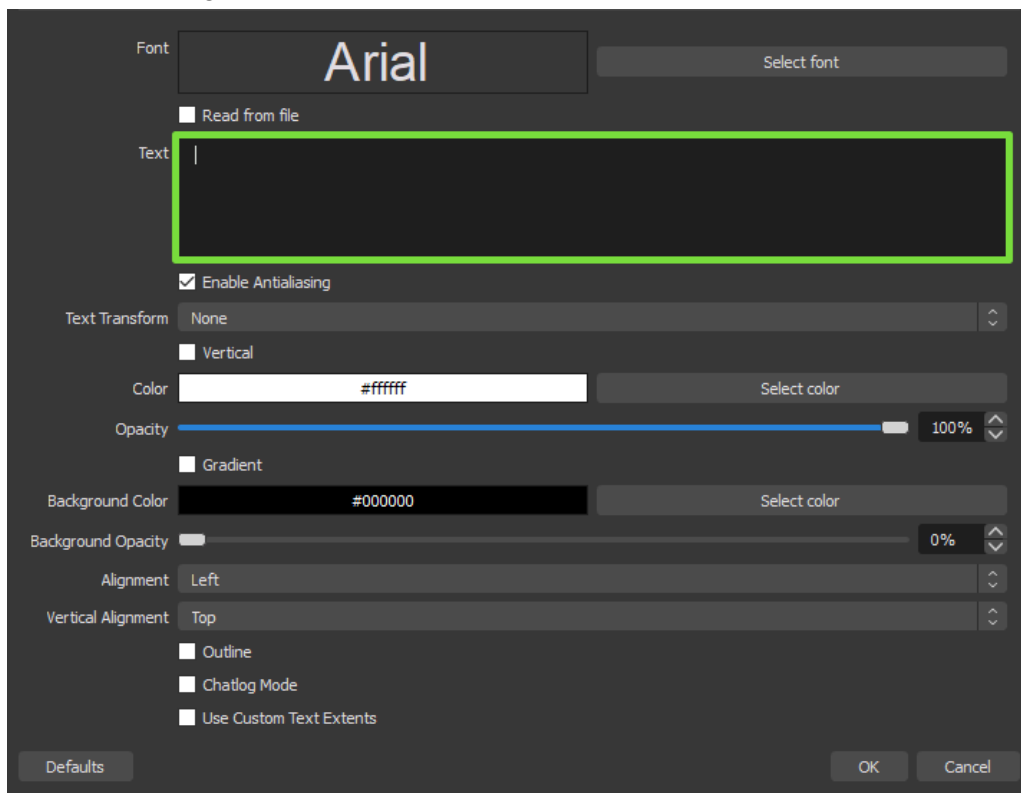 Font Arial Select font
Read from file
Text
Enable Antialiasing
Text Transform None
Vertical
Color #ffffff Select color
Opacity 100%
Gradient
Background Color #000000 Select color
Background Opacity 0%
Alignment Left
Vertical Alignment Top
Outline
Chatlog Mode
Use Custom Text Extents
Defaults OK Cancel